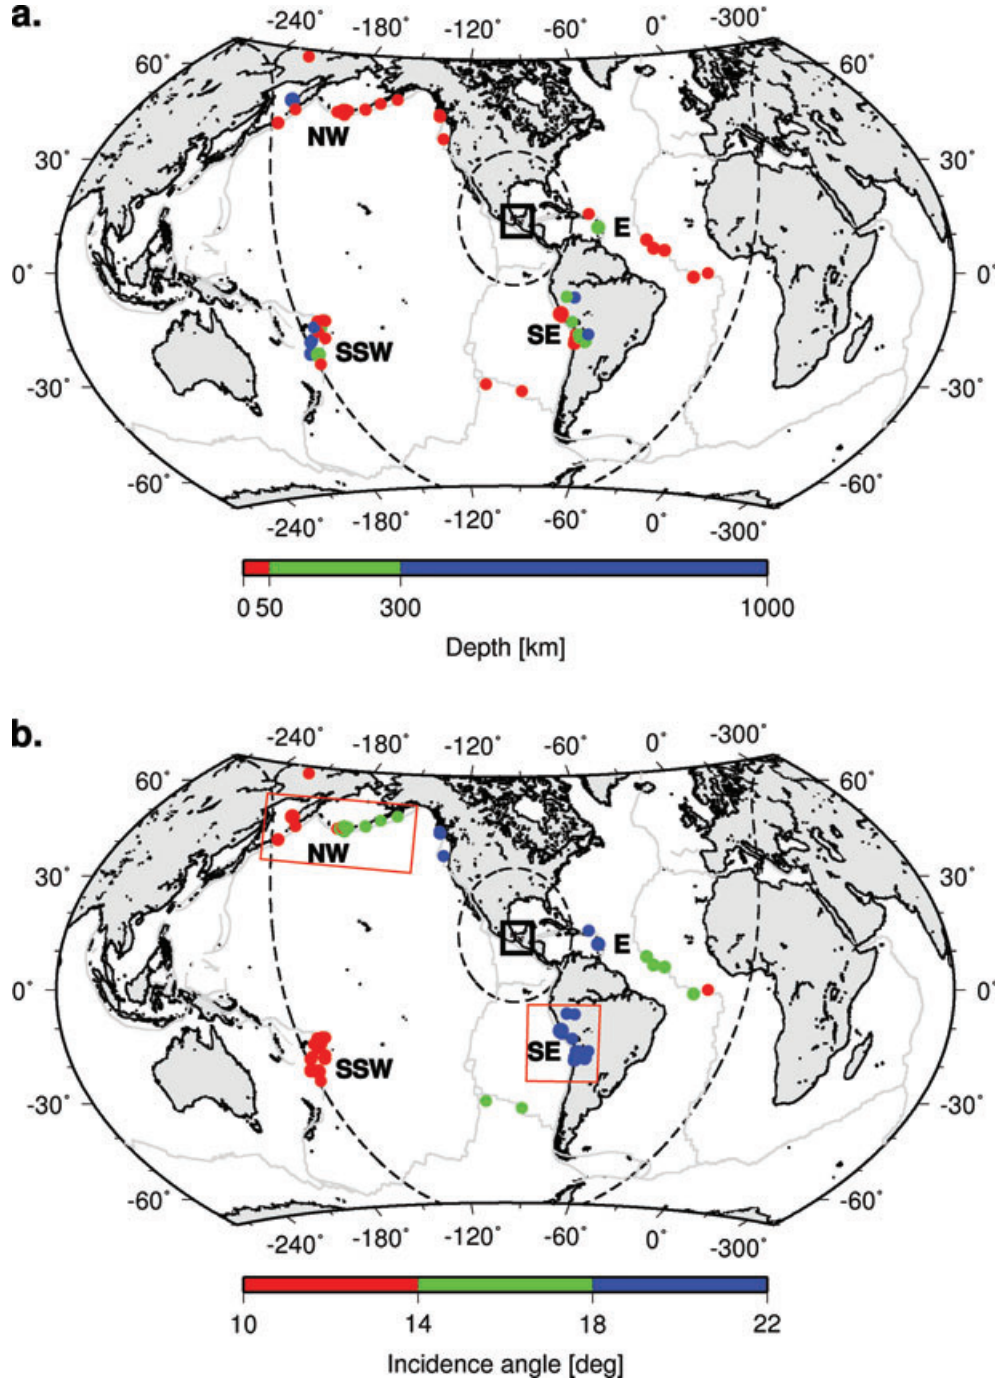 a.
-240˚ -180˚ -120˚ -60˚ 0˚ -300˚
60˚ 60˚
NW
30˚ 30˚
E
0˚ 0˚
SSW SE
-30˚ -30˚
-60˚ -60˚
-240˚ -180˚ -120˚ -60˚ 0˚ -300˚
0 50 300 1000
Depth [km]
b.
-240˚ -180˚ -120˚ -60˚ 0˚ -300˚
60˚ 60˚
NW
30˚ 30˚
E
0˚ 0˚
SSW SE
-30˚ -30˚
-60˚ -60˚
-240˚ -180˚ -120˚ -60˚ 0˚ -300˚
10 14 18 22
Incidence angle [deg]